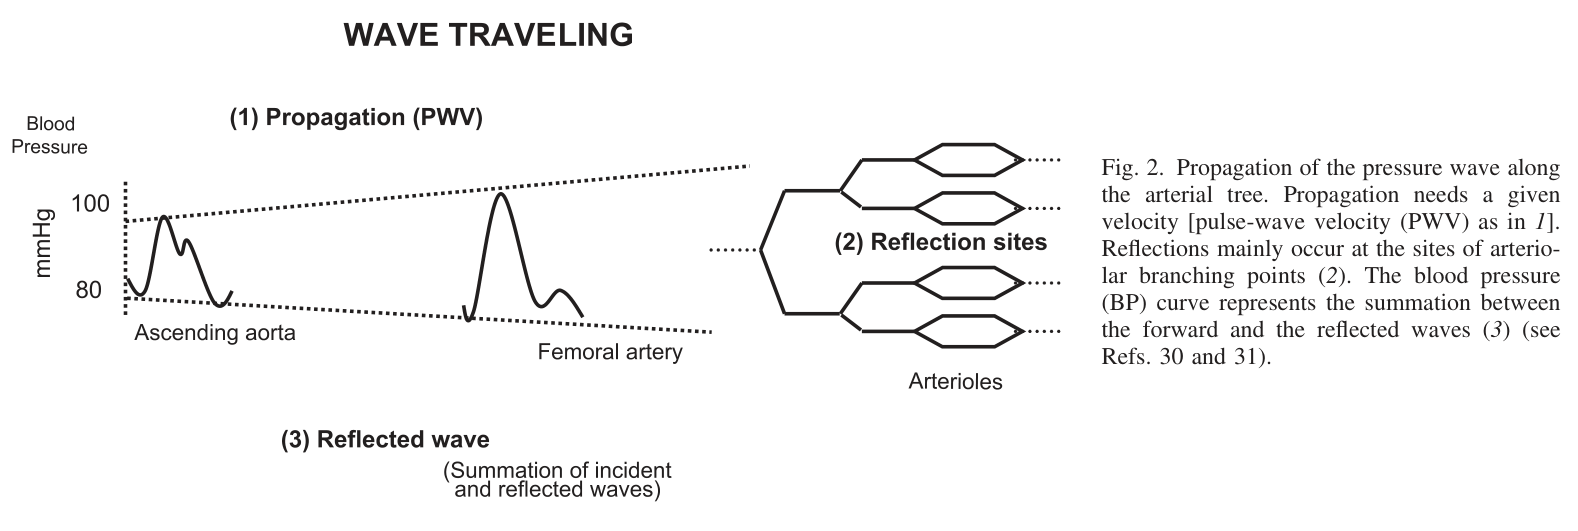 WAVE TRAVELING
(1) Propagation (PWV)
Blood
Pressure
100
mmHg
80
Ascending aorta
Femoral artery
(2) Reflection sites
Arterioles
(3) Reflected wave
(Summation of incident
and reflected waves)
Fig. 2. Propagation of the pressure wave along
the arterial tree. Propagation needs a given
velocity [pulse-wave velocity (PWV) as in 1].
Reflections mainly occur at the sites of arterio-
lar branching points (2). The blood pressure
(BP) curve represents the summation between
the forward and the reflected waves (3) (see
Refs. 30 and 31).